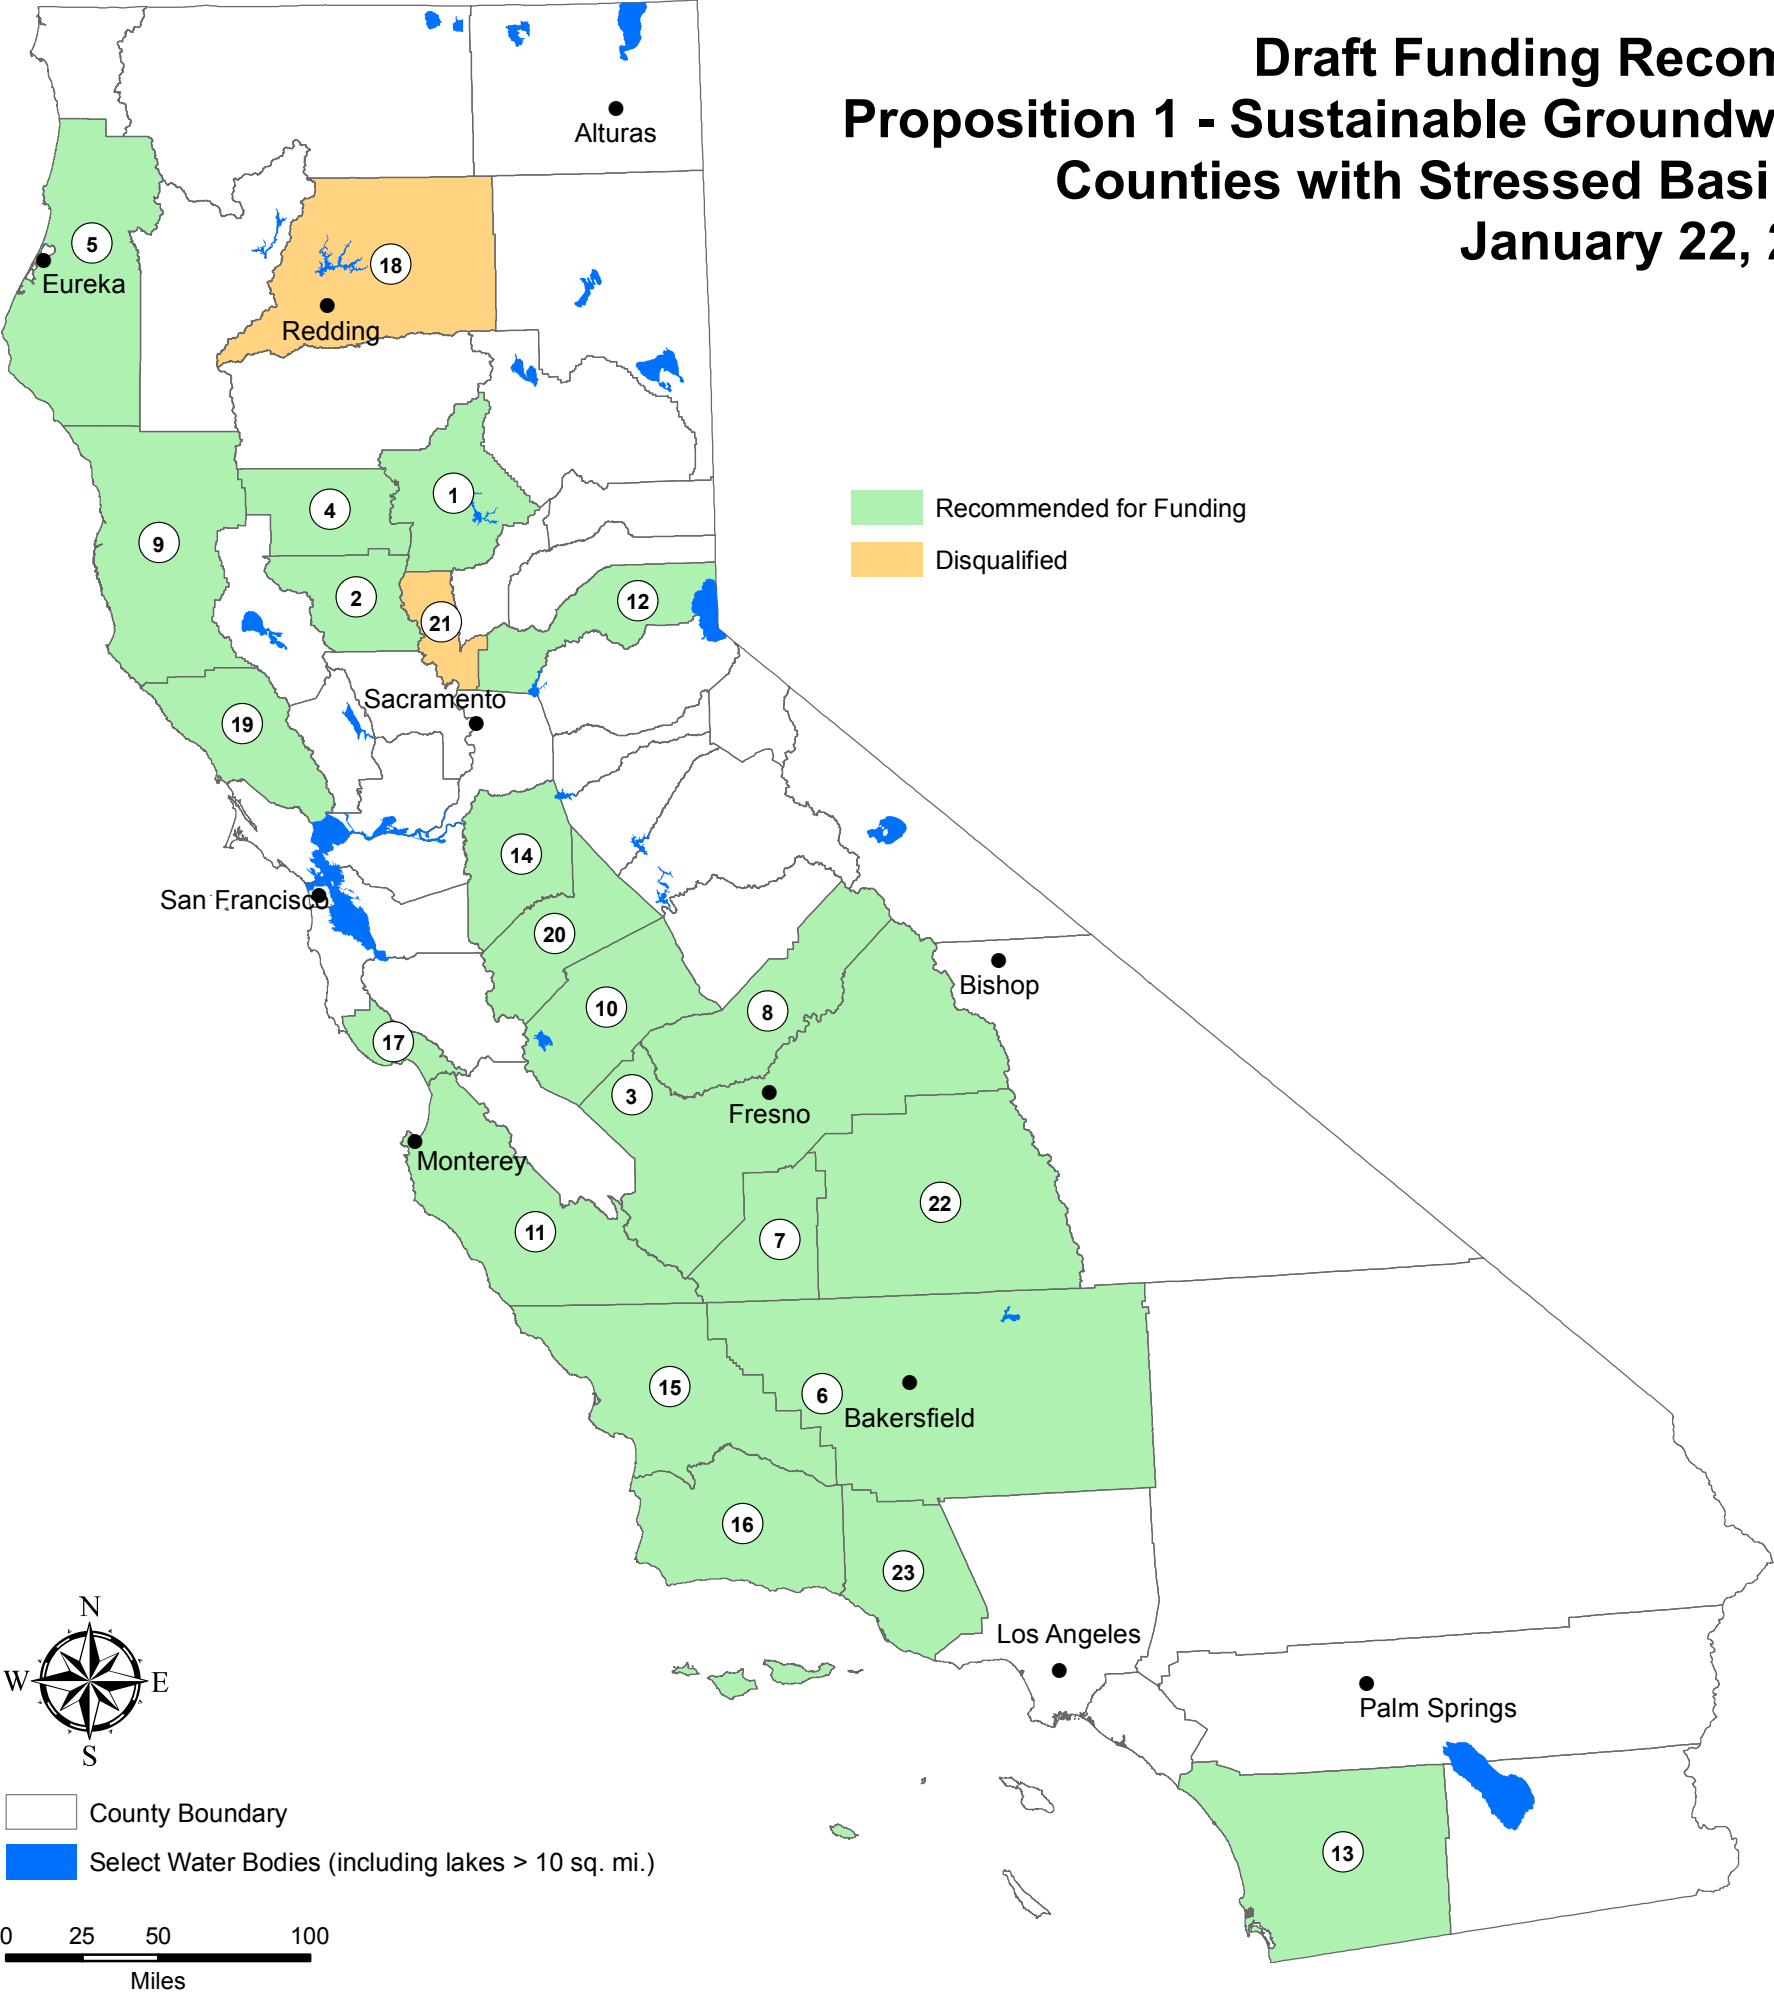 Draft Funding Recom
Proposition 1 - Sustainable Groundw
Counties with Stressed Basi
January 22,
Alturas
5
Eureka
18
Redding
1
4
9
2
21
12
Recommended for Funding
Disqualified
Sacramento
19
14
San Francisco
20
Bishop
10
8
17
3
Fresno
Monterey
22
11
7
15
6
Bakersfield
16
23
Los Angeles
Palm Springs
13
N
W
E
S
County Boundary
Select Water Bodies (including lakes > 10 sq. mi.)
0 25 50 100
Miles